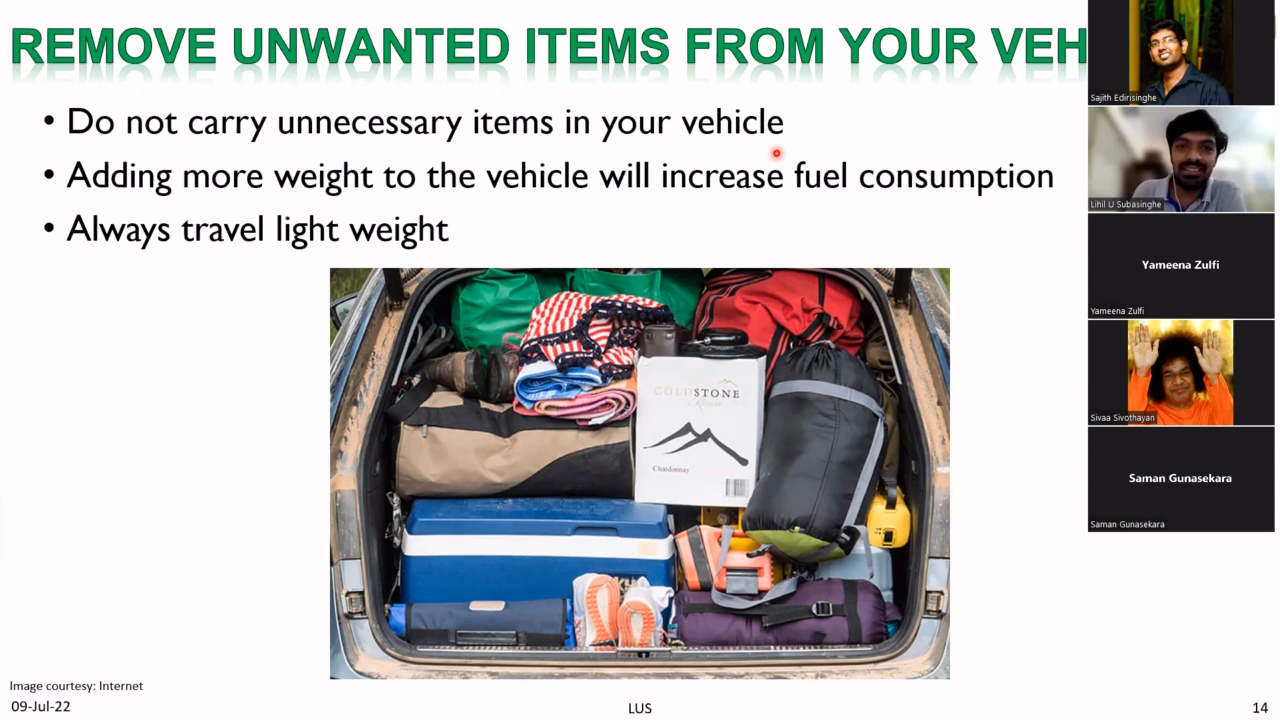 REMOVE UNWANTED ITEMS FROM YOUR VEH
• Do not carry unnecessary items in your vehicle
• Adding more weight to the vehicle will increase fuel consumption
• Always travel light weight
COLDSTONE
Chardonnay
Image courtesy: Internet
09-Jul-22
LUS
14
Sajith Edirisinghe
Lihil U Subasinghe
Yameena Zulfi
Yameena Zulfi
Sivaa Sivothayan
Saman Gunasekara
Saman Gunasekara